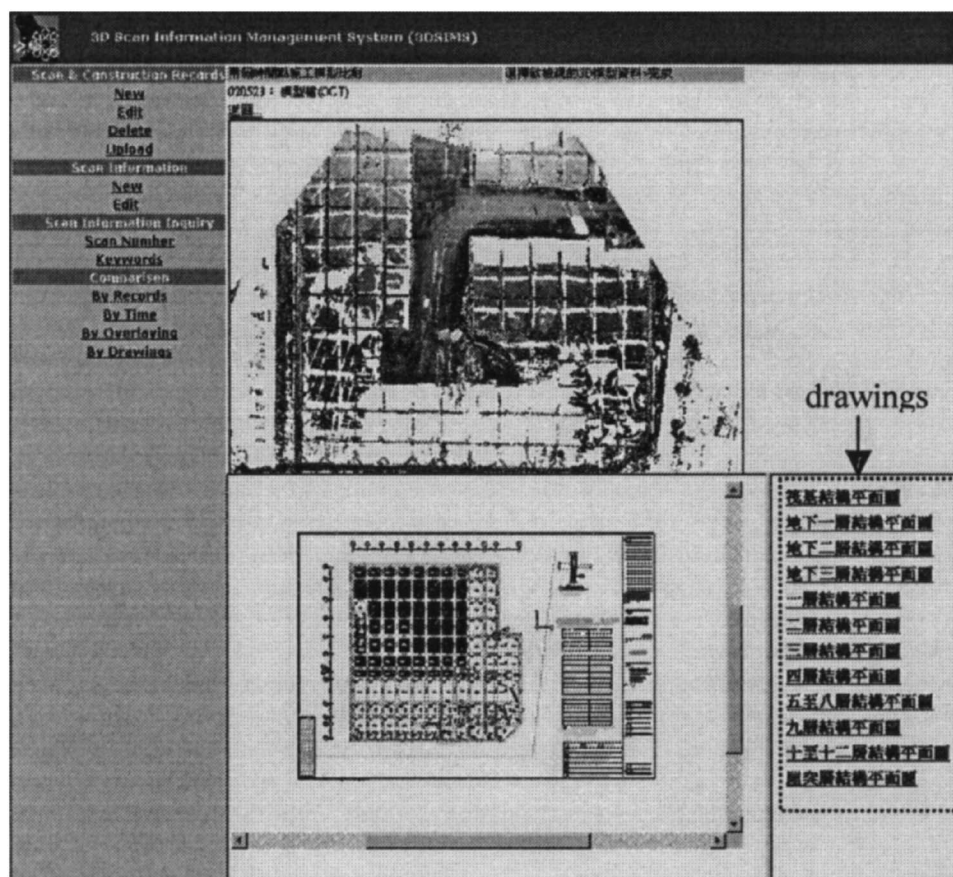 3D Scan Information Management System (3DSIMS)
Scan & Construction Records
New
Edit
Delete
Upload
Scan Information
New
Edit
Scan Information Inquiry
Scan Number
Keywords
Comparison
By Records
By Time
By Overlaying
By Drawings
020523： 模型檔(OCT)
drawings
筏基結構平面圖
地下一層結構平面圖
地下二層結構平面圖
地下三層結構平面圖
一層結構平面圖
二層結構平面圖
三層結構平面圖
四層結構平面圖
五至八層結構平面圖
九層結構平面圖
十至十二層結構平面圖
屋突層結構平面圖